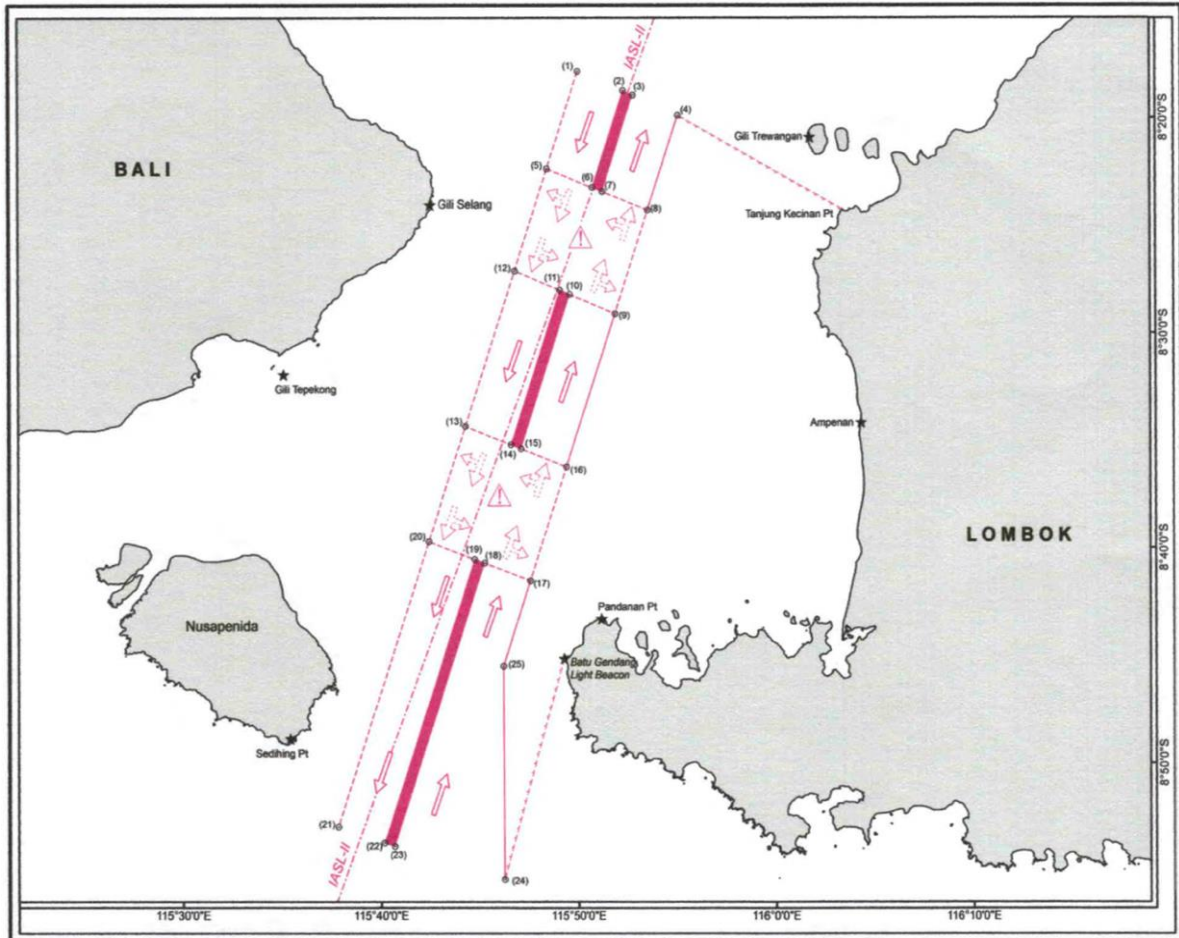 IASL-II
(1)
(2)
(3)
(4)
8°20'0"S
Gili Trewangan
BALI
(5)
(6)
(7)
(8)
Gili Selang
Tanjung Kecinan Pt
(12)
(11)
(10)
(9)
8°30'0"S
Gili Tepekong
(13)
Ampenan
(14)
(15)
(16)
LOMBOK
(20)
(19)
(18)
8°40'0"S
(17)
Nusapenida
Pandanan Pt
(25)
Batu Gendang
Light Beacon
Sedihing Pt
8°50'0"S
(21)
(22)
(23)
IASL-II
(24)
115°30'0"E
115°40'0"E
115°50'0"E
116°0'0"E
116°10'0"E